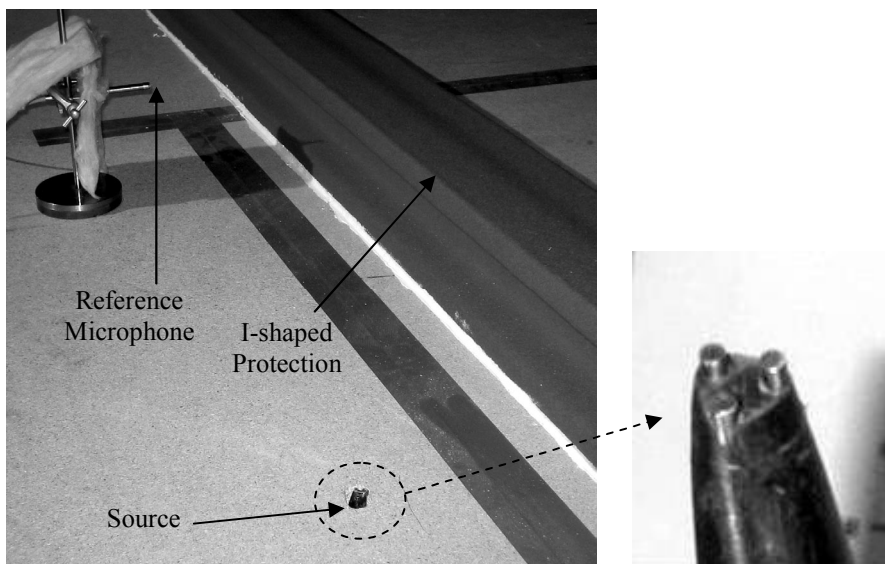 Reference
Microphone
I-shaped
Protection
Source